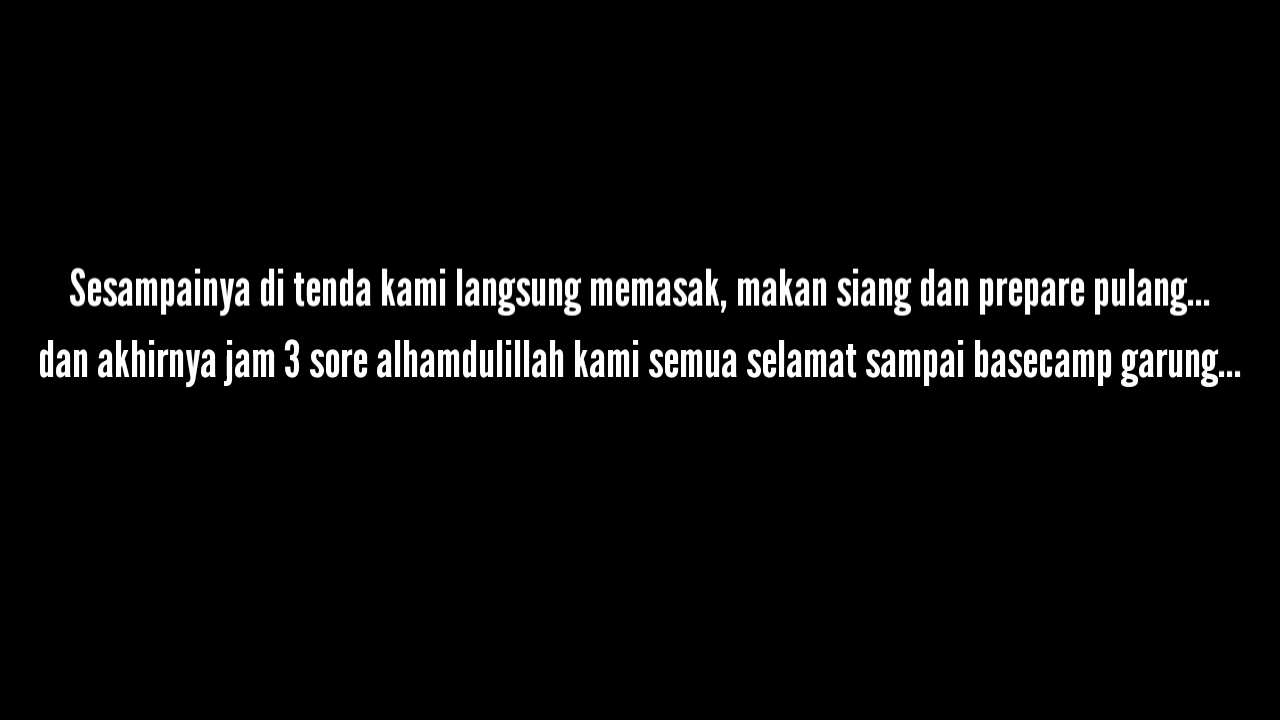 Sesampainya di tenda kami langsung memasak, makan siang dan prepare pulang...
dan akhirnya jam 3 sore alhamdulillah kami semua selamat sampai basecamp garung...